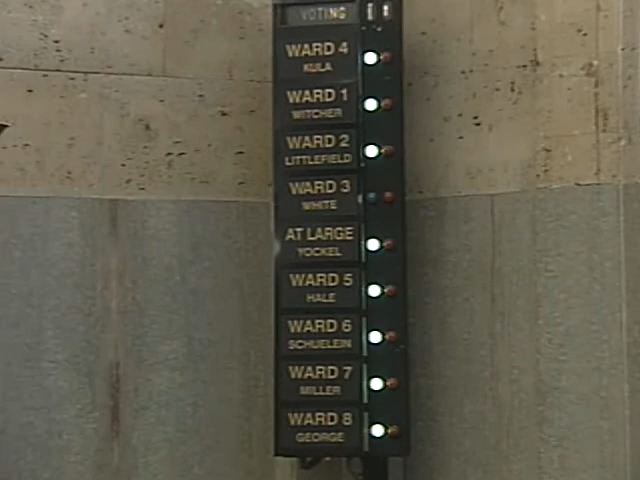 VOTING
WARD 4
KULA
WARD 1
WITCHER
WARD 2
LITTLEFIELD
WARD 3
WHITE
AT LARGE
YOCKEL
WARD 5
HALE
WARD 6
SCHUELEIN
WARD 7
MILLER
WARD 8
GEORGE